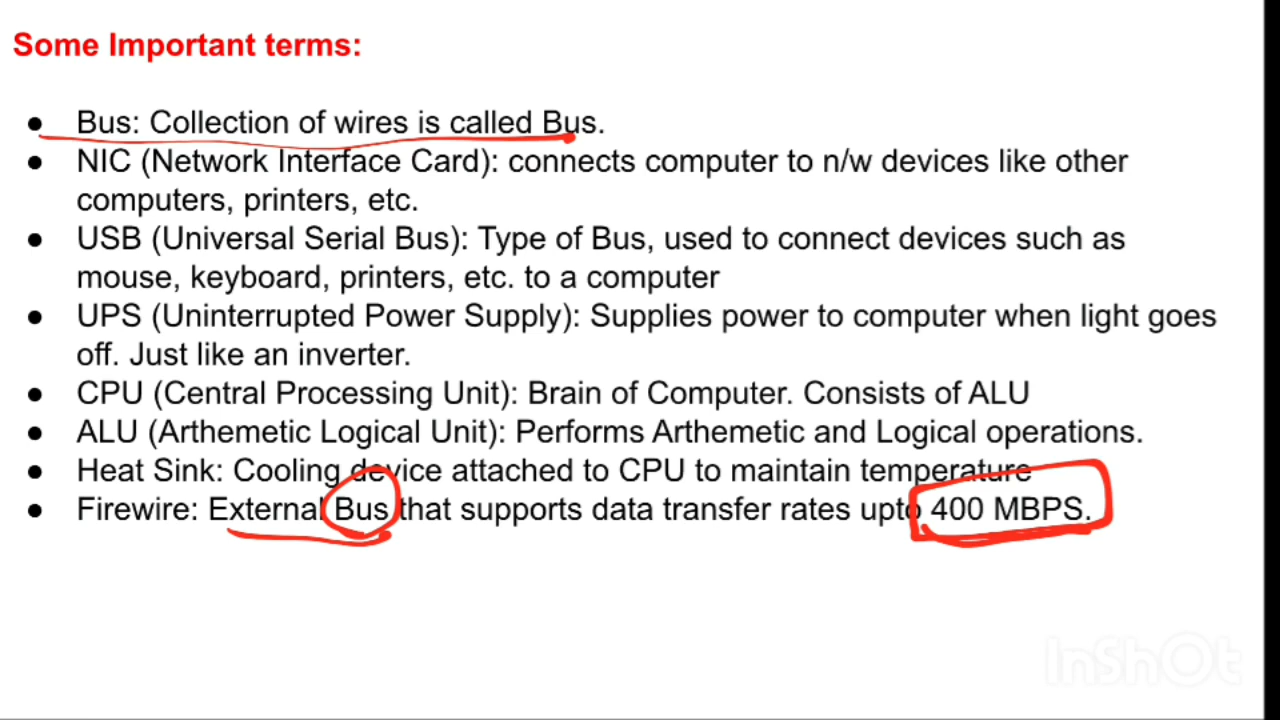 Some Important terms:
● Bus: Collection of wires is called Bus.
● NIC (Network Interface Card): connects computer to n/w devices like other
computers, printers, etc.
● USB (Universal Serial Bus): Type of Bus, used to connect devices such as
mouse, keyboard, printers, etc. to a computer
● UPS (Uninterrupted Power Supply): Supplies power to computer when light goes
off. Just like an inverter.
● CPU (Central Processing Unit): Brain of Computer. Consists of ALU
● ALU (Arthemetic Logical Unit): Performs Arthemetic and Logical operations.
● Heat Sink: Cooling device attached to CPU to maintain temperature
● Firewire: External Bus that supports data transfer rates upto 400 MBPS.
InShOt